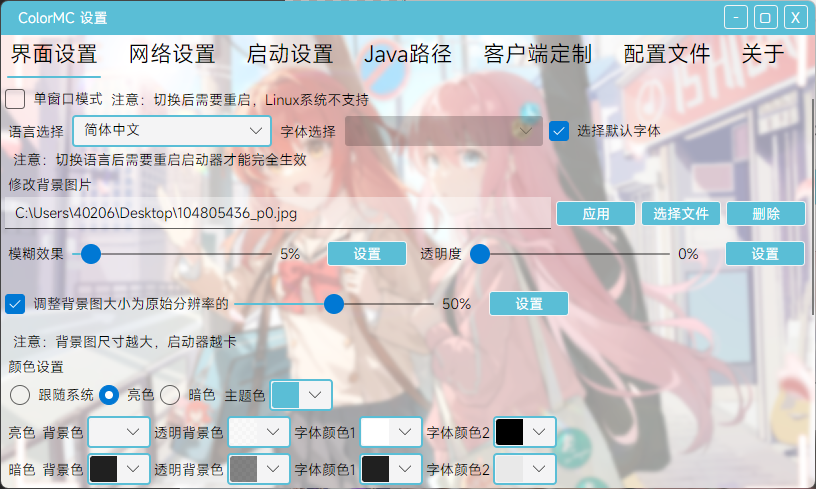 ColorMC 设置
界面设置 网络设置 启动设置 Java路径 客户端定制 配置文件 关于
单窗口模式 注意：切换后需要重启，Linux系统不支持
语言选择 简体中文 字体选择 选择默认字体
注意：切换语言后需要重启启动器才能完全生效
修改背景图片
C:\Users\40206\Desktop\104805436_p0.jpg 应用 选择文件 删除
模糊效果 5% 设置 透明度 0% 设置
调整背景图大小为原始分辨率的 50% 设置
注意：背景图尺寸越大，启动器越卡
颜色设置
跟随系统 亮色 暗色 主题色
亮色 背景色 透明背景色 字体颜色1 字体颜色2
暗色 背景色 透明背景色 字体颜色1 字体颜色2